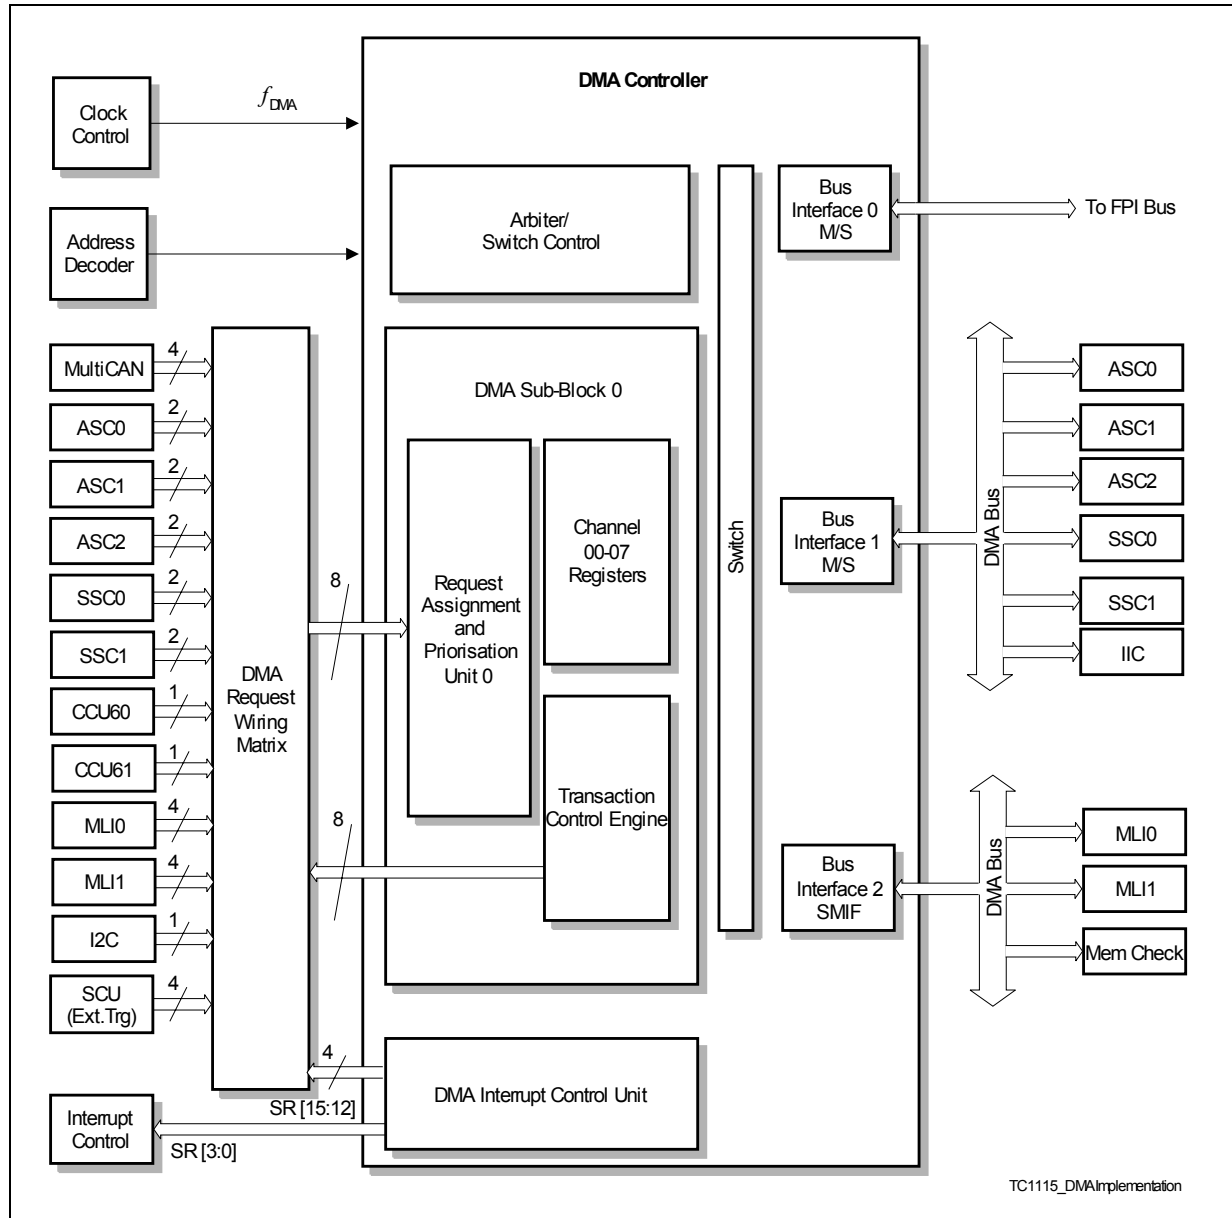 DMA Controller
Clock
Control
fDMA
Address
Decoder
Arbiter/
Switch Control
Bus
Interface 0
M/S
To FPI Bus
MultiCAN
4
ASC0
2
ASC1
2
ASC2
2
SSC0
2
SSC1
2
CCU60
1
CCU61
1
MLI0
4
MLI1
4
I2C
1
SCU
(Ext.Trg)
4
DMA
Request
Wiring
Matrix
8
8
DMA Sub-Block 0
Request
Assignment
and
Priorisation
Unit 0
Channel
00-07
Registers
Transaction
Control Engine
Switch
Bus
Interface 1
M/S
DMA Bus
ASC0
ASC1
ASC2
SSC0
SSC1
IIC
Bus
Interface 2
SMIF
DMA Bus
MLI0
MLI1
Mem Check
4
SR [15:12]
DMA Interrupt Control Unit
Interrupt
Control
SR [3:0]
TC1115_DMAImplementation